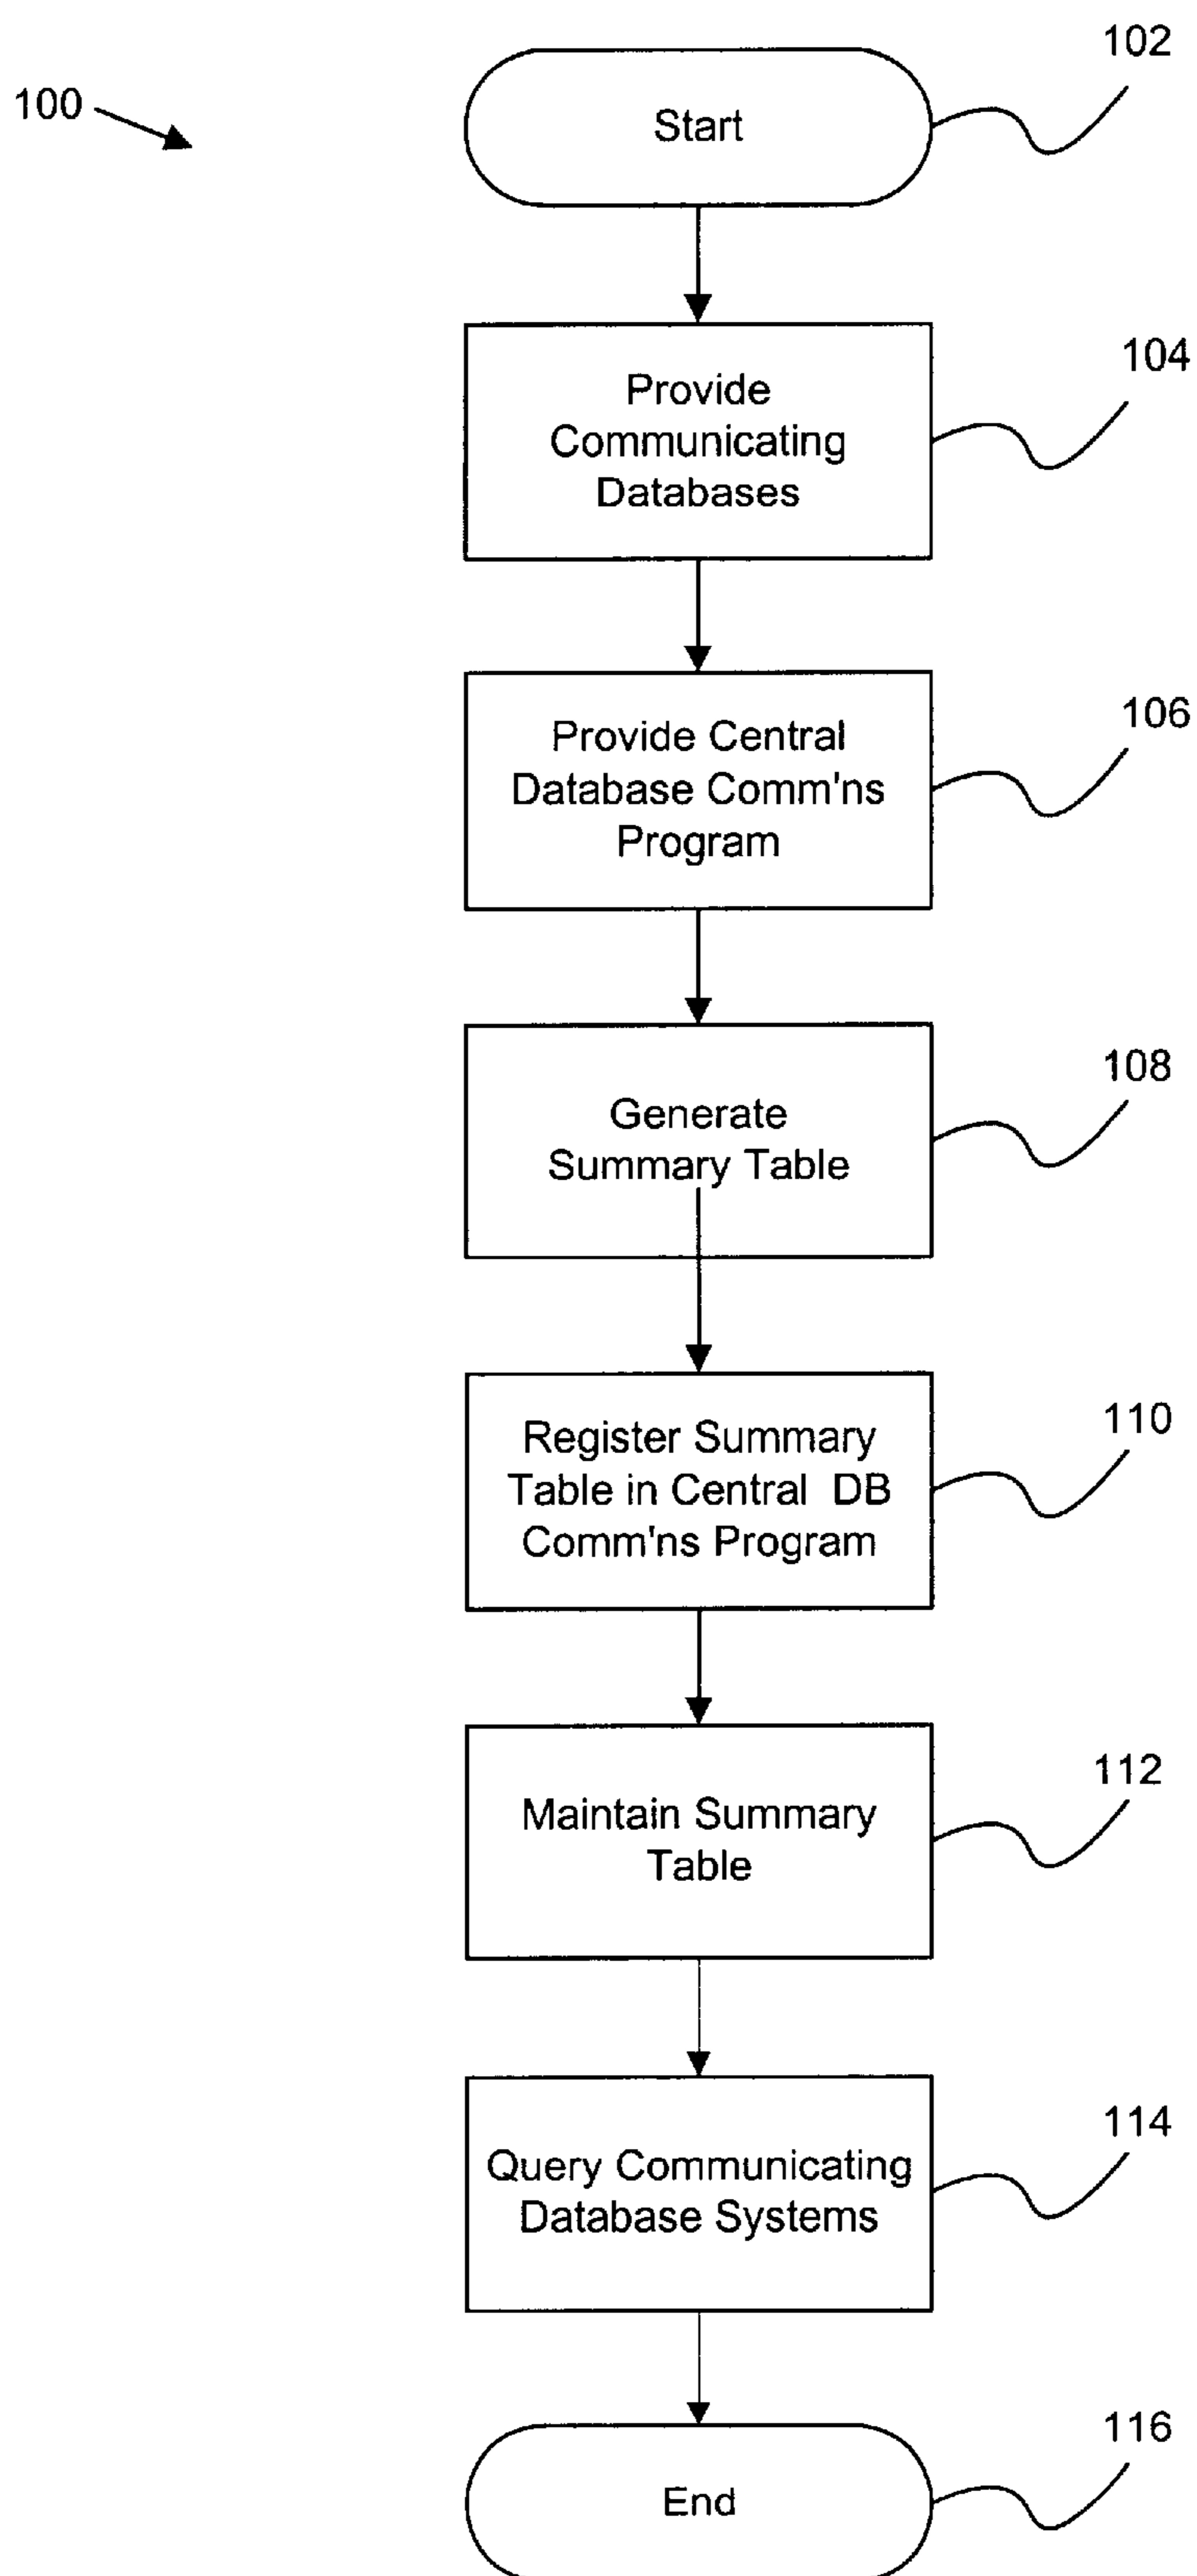 102
100
Start
104
Provide
Communicating
Databases
106
Provide Central
Database Comm'ns
Program
108
Generate
Summary Table
110
Register Summary
Table in Central DB
Comm'ns Program
112
Maintain Summary
Table
114
Query Communicating
Database Systems
116
End